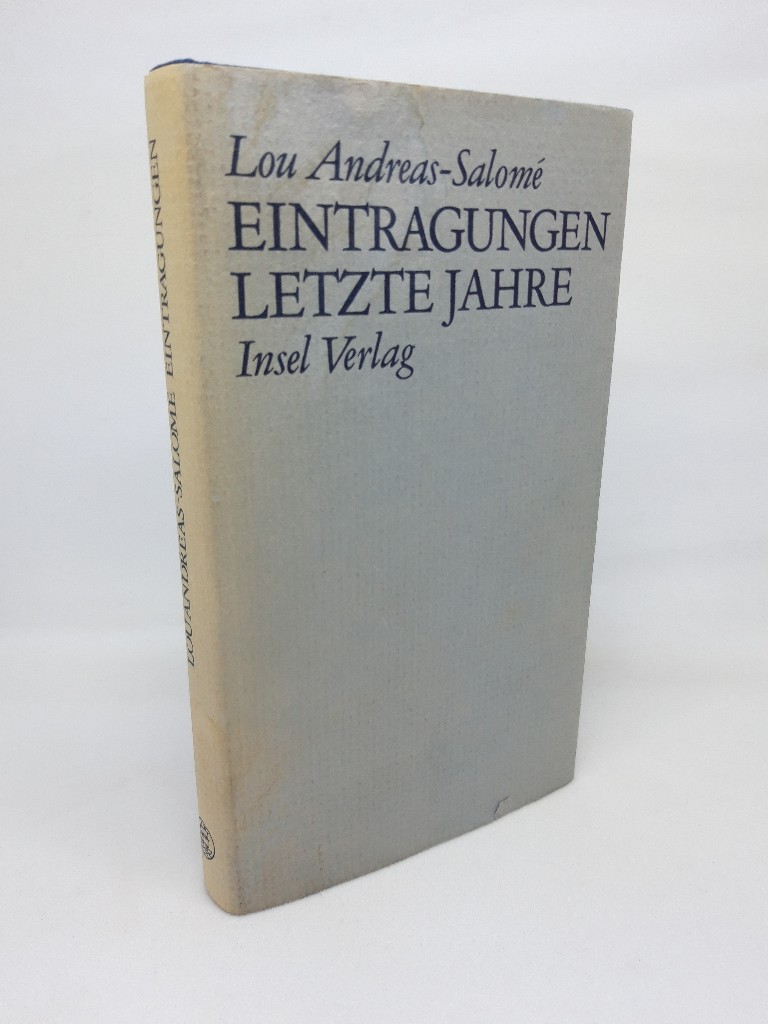 Lou Andreas-Salomé
EINTRAGUNGEN
LETZTE JAHRE
Insel Verlag
LOU ANDREAS-SALOMÉ EINTRAGUNGEN